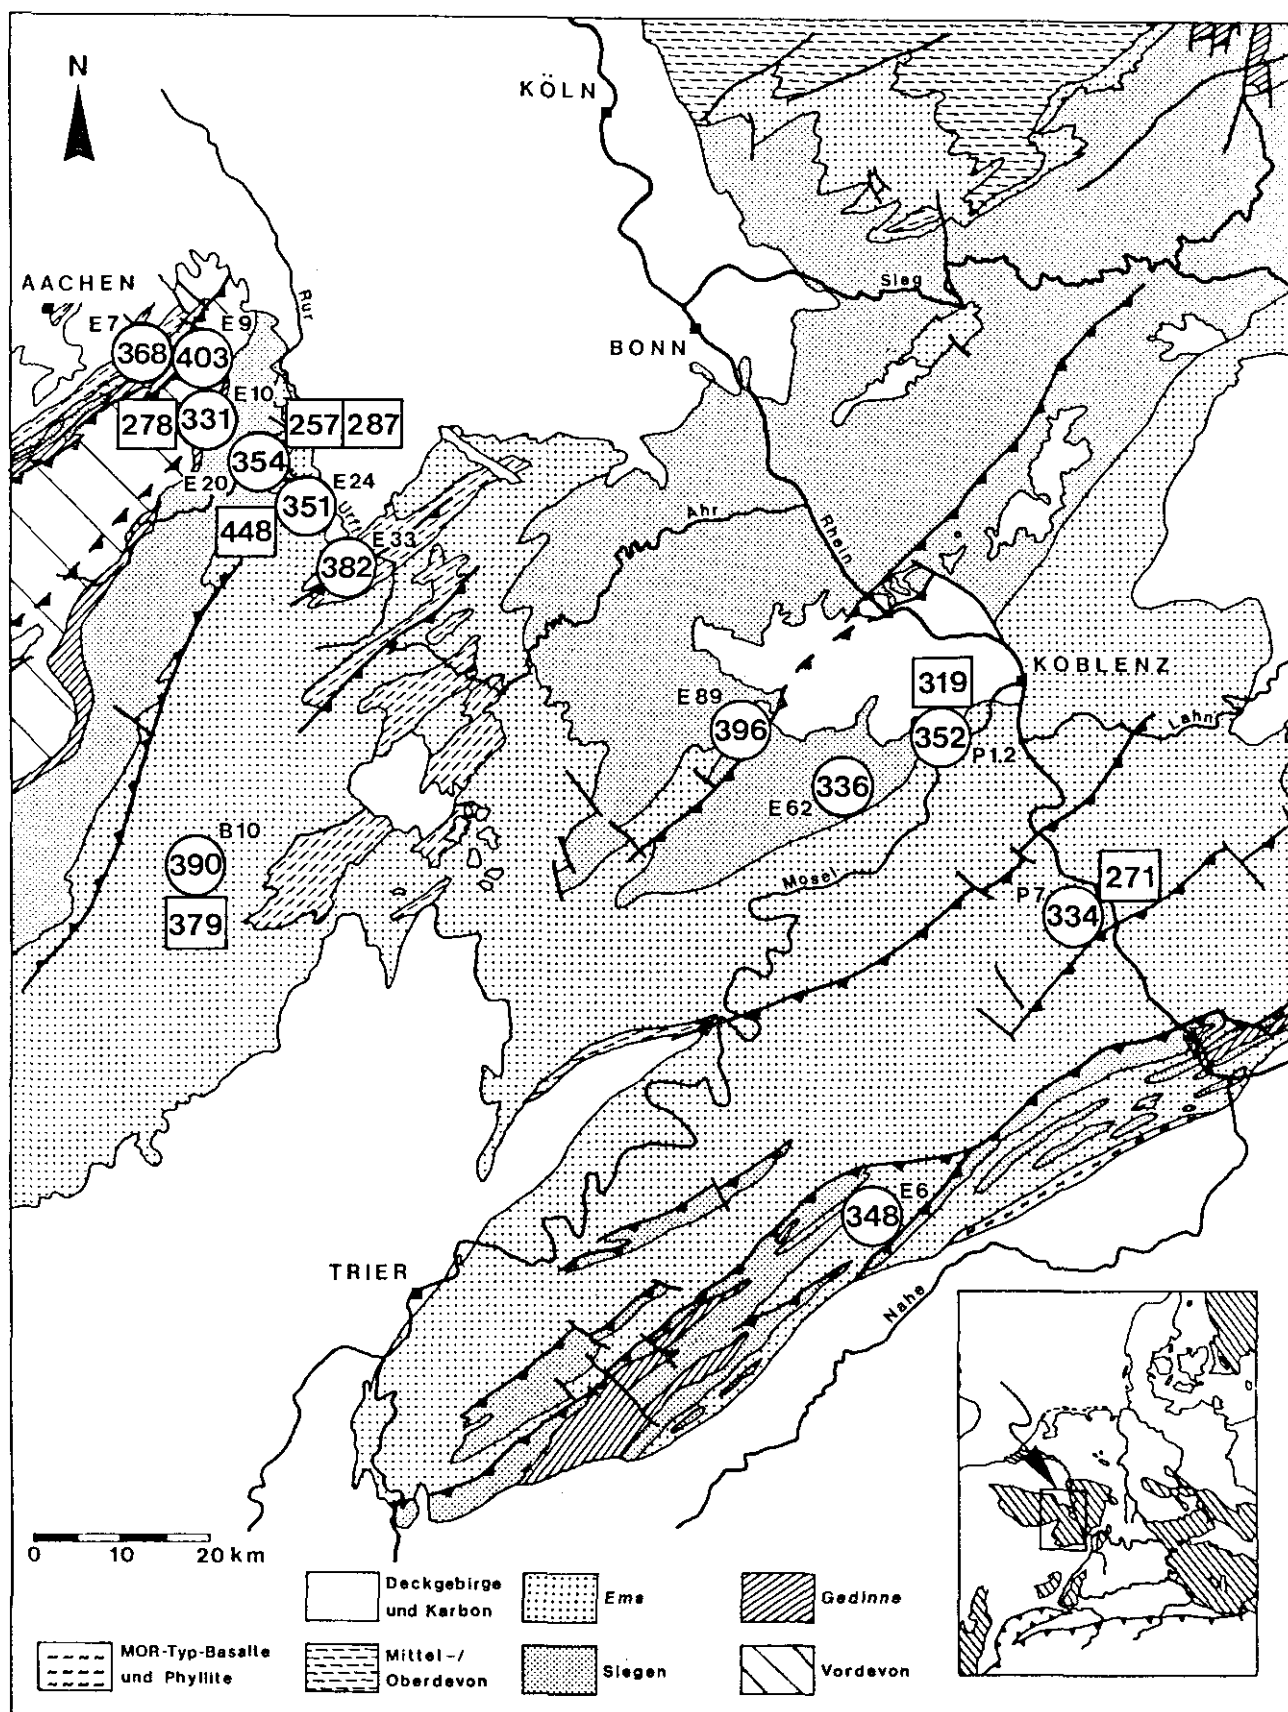 N
KÖLN
Rur
AACHEN
Sieg
E7
E9
368
403
BONN
E10
278
331
257
287
354
E20
E24
351
Ahr
Rhein
448
E33
382
KOBLENZ
319
E89
396
352
Lahn
P1.2
336
E62
B10
390
Mosel
271
P7
334
379
E6
348
TRIER
Nahe
0 10 20 km
Deckgebirge
und Karbon
Ems
Gedinne
MOR-Typ-Basalte
und Phyllite
Mittel-/
Oberdevon
Siegen
Vordevon